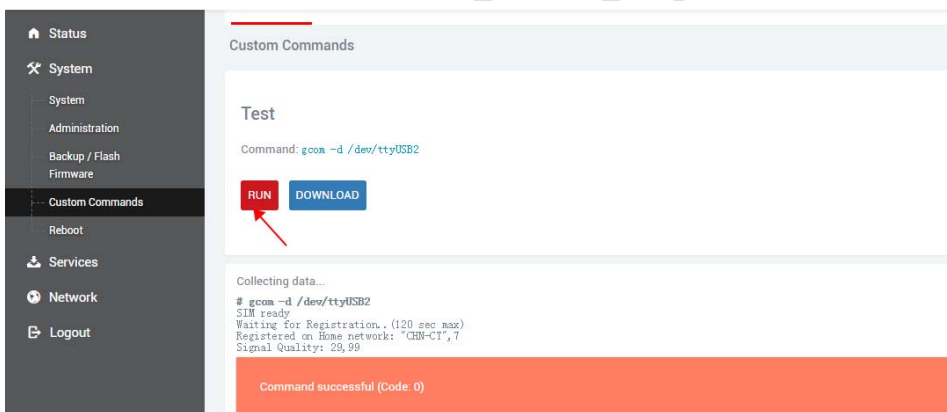 Status
System
System
Administration
Backup / Flash
Firmware
Custom Commands
Reboot
Services
Network
Logout
Custom Commands
Test
Command: gcom -d /dev/ttyUSB2
RUN DOWNLOAD
Collecting data...
# gcom -d /dev/ttyUSB2
SIM ready
Waiting for Registration..(120 sec max)
Registered on Home network: "CHN-CT",7
Signal Quality: 29,99
Command successful (Code: 0)